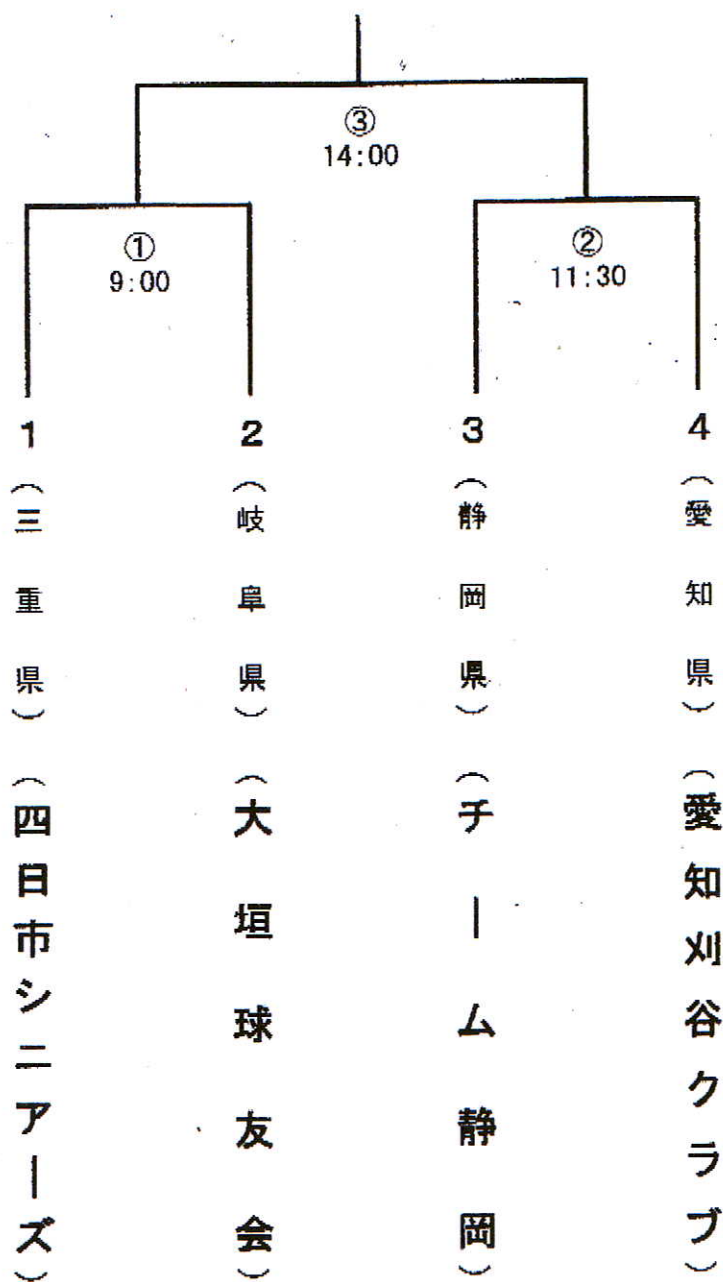 ③
14:00
①
9:00
②
11:30
1
（三重県）
（四日市シニアーズ）
2
（岐阜県）
（大垣球友会）
3
（静岡県）
（チーム静岡）
4
（愛知県）
（愛知刈谷クラブ）